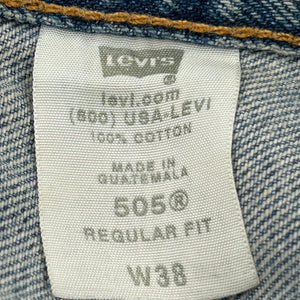 Levi's
levi.com
(800) USA-LEVI
100% COTTON
MADE IN
GUATEMALA
505®
REGULAR FIT
W38